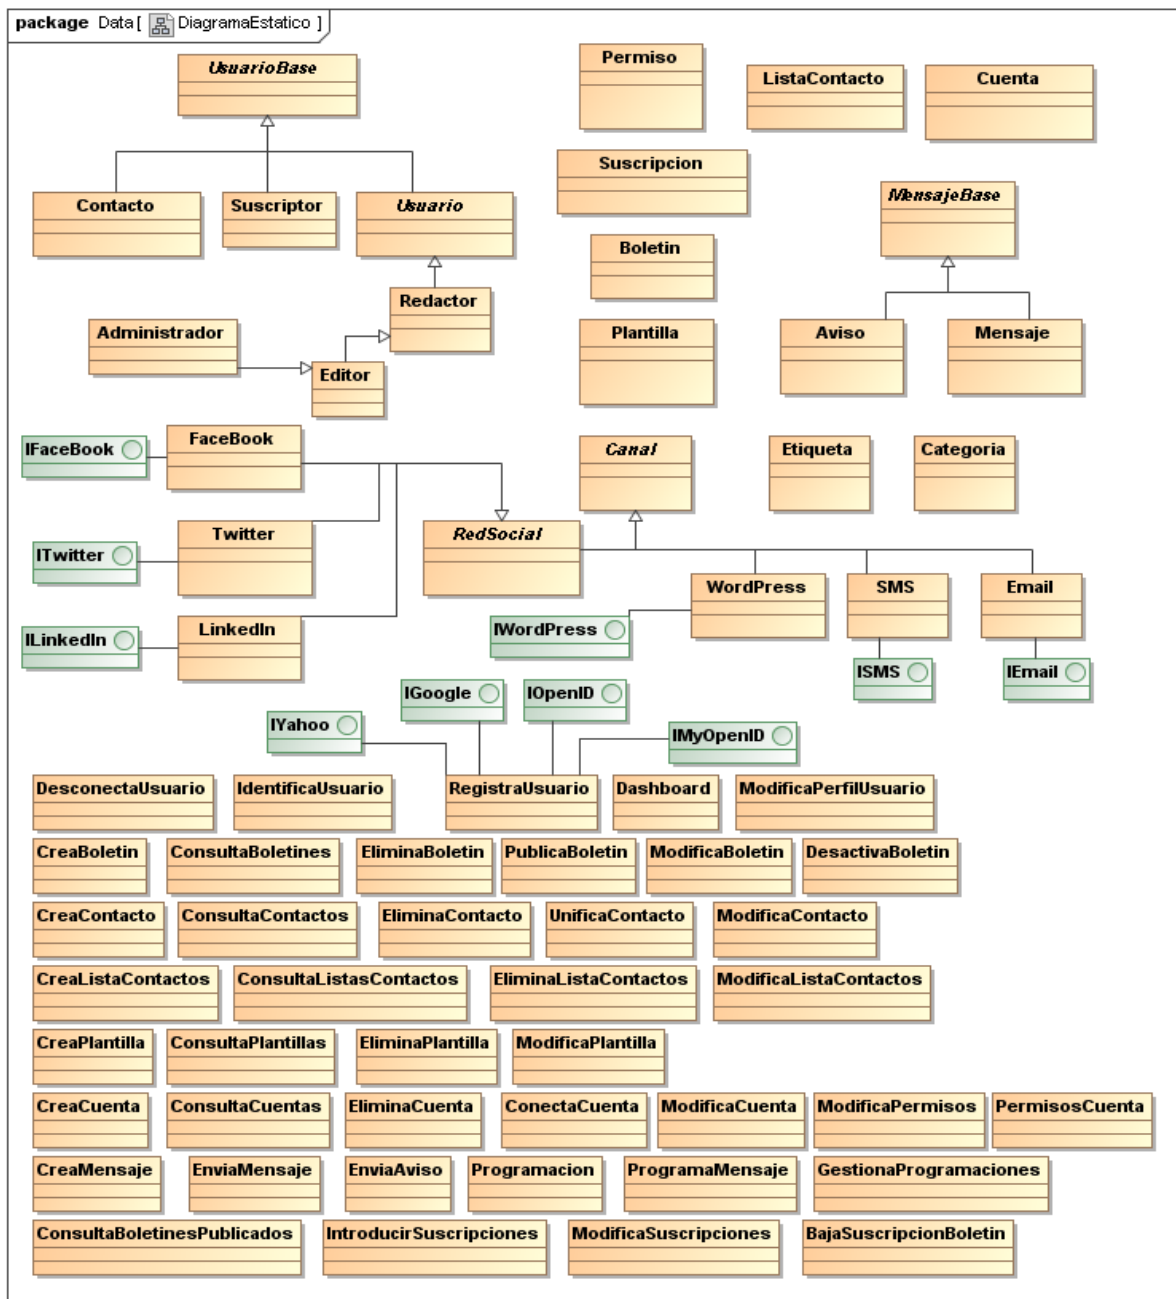 package Data [ DiagramaEstatico ]
UsuarioBase
Permiso
ListaContacto
Cuenta
Suscripcion
Contacto
Suscriptor
Usuario
MensajeBase
Boletin
Redactor
Administrador
Plantilla
Aviso
Mensaje
Editor
IFaceBook
FaceBook
Canal
Etiqueta
Categoria
ITwitter
Twitter
RedSocial
WordPress
SMS
Email
ILinkedIn
LinkedIn
IWordPress
ISMS
IEmail
IYahoo
IGoogle
IOpenID
IMyOpenID
DesconectaUsuario
IdentificaUsuario
RegistraUsuario
Dashboard
ModificaPerfilUsuario
CreaBoletin
ConsultaBoletines
EliminaBoletin
PublicaBoletin
ModificaBoletin
DesactivaBoletin
CreaContacto
ConsultaContactos
EliminaContacto
UnificaContacto
ModificaContacto
CreaListaContactos
ConsultaListasContactos
EliminaListaContactos
ModificaListaContactos
CreaPlantilla
ConsultaPlantillas
EliminaPlantilla
ModificaPlantilla
CreaCuenta
ConsultaCuentas
EliminaCuenta
ConectaCuenta
ModificaCuenta
ModificaPermisos
PermisosCuenta
CreaMensaje
EnviaMensaje
EnviaAviso
Programacion
ProgramaMensaje
GestionaProgramaciones
ConsultaBoletinesPublicados
IntroducirSuscripciones
ModificaSuscripciones
BajaSuscripcionBoletin